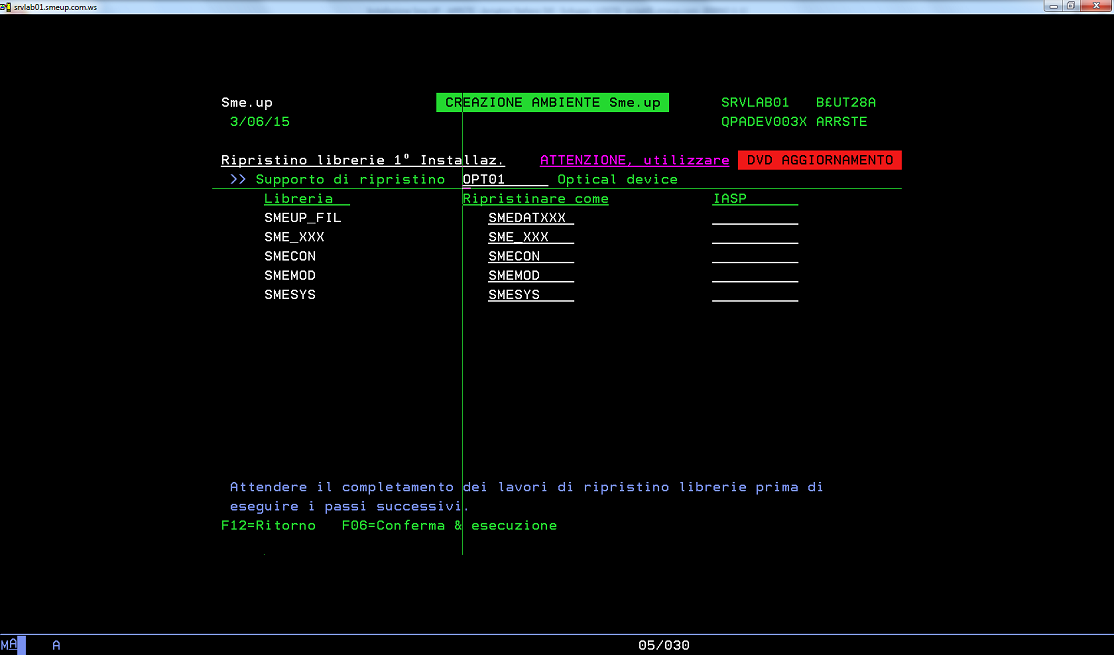 srvlab01.smeup.com.ws
Sme.up CREAZIONE AMBIENTE Sme.up SRVLAB01 B£UT28A
3/06/15 QPADEV003X ARRSTE
Ripristino librerie 1° Installaz. ATTENZIONE, utilizzare DVD AGGIORNAMENTO
>> Supporto di ripristino OPT01 Optical device
Libreria Ripristinare come IASP
SMEUP_FIL SMEDATXXX
SME_XXX SME_XXX
SMECON SMECON
SMEMOD SMEMOD
SMESYS SMESYS
Attendere il completamento dei lavori di ripristino librerie prima di
eseguire i passi successivi.
F12=Ritorno F06=Conferma & esecuzione
MA A 05/030